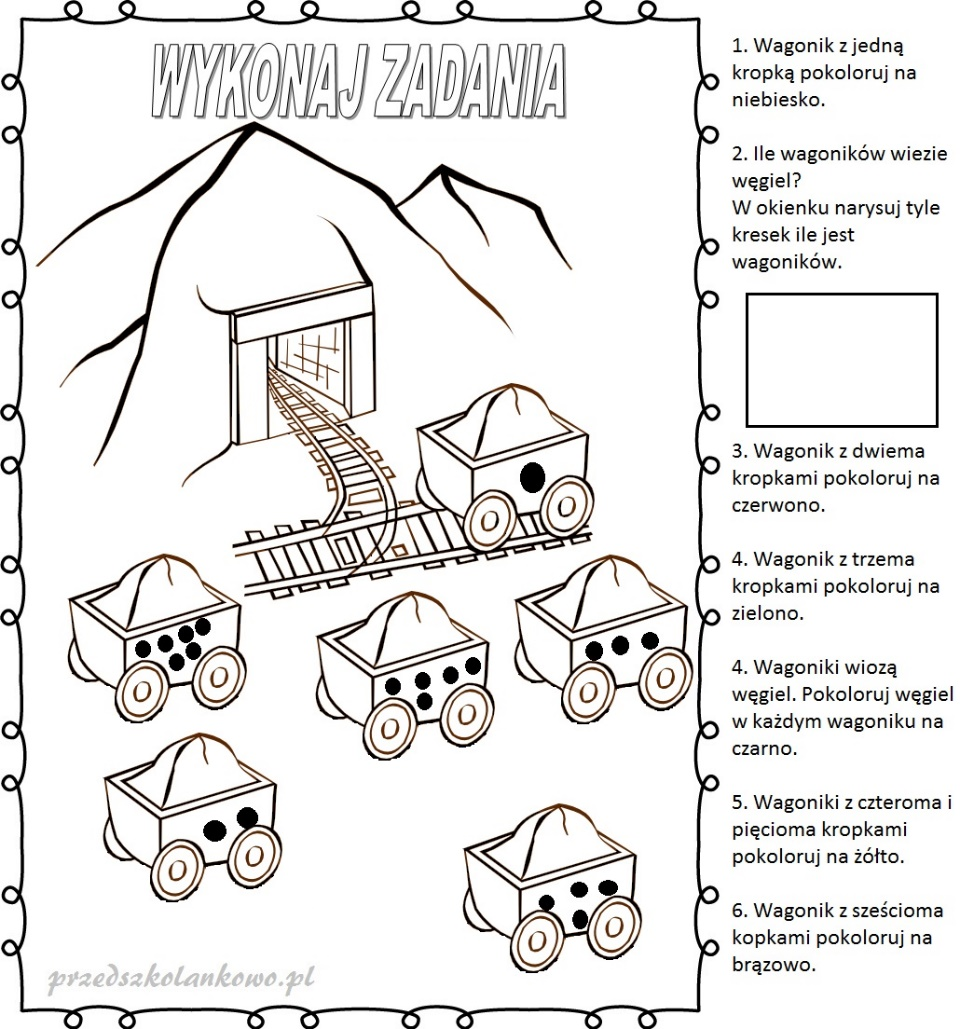 WYKONAJ ZADANIA
1. Wagonik z jedną
kropką pokoloruj na
niebiesko.
2. Ile wagoników wiezie
węgiel?
W okienku narysuj tyle
kresek ile jest
wagoników.
3. Wagonik z dwiema
kropkami pokoloruj na
czerwono.
4. Wagonik z trzema
kropkami pokoloruj na
zielono.
4. Wagoniki wiozą
węgiel. Pokoloruj węgiel
w każdym wagoniku na
czarno.
5. Wagoniki z czteroma i
pięcioma kropkami
pokoloruj na żółto.
6. Wagonik z sześcioma
kopkami pokoloruj na
brązowo.
przedszkolankowo.pl